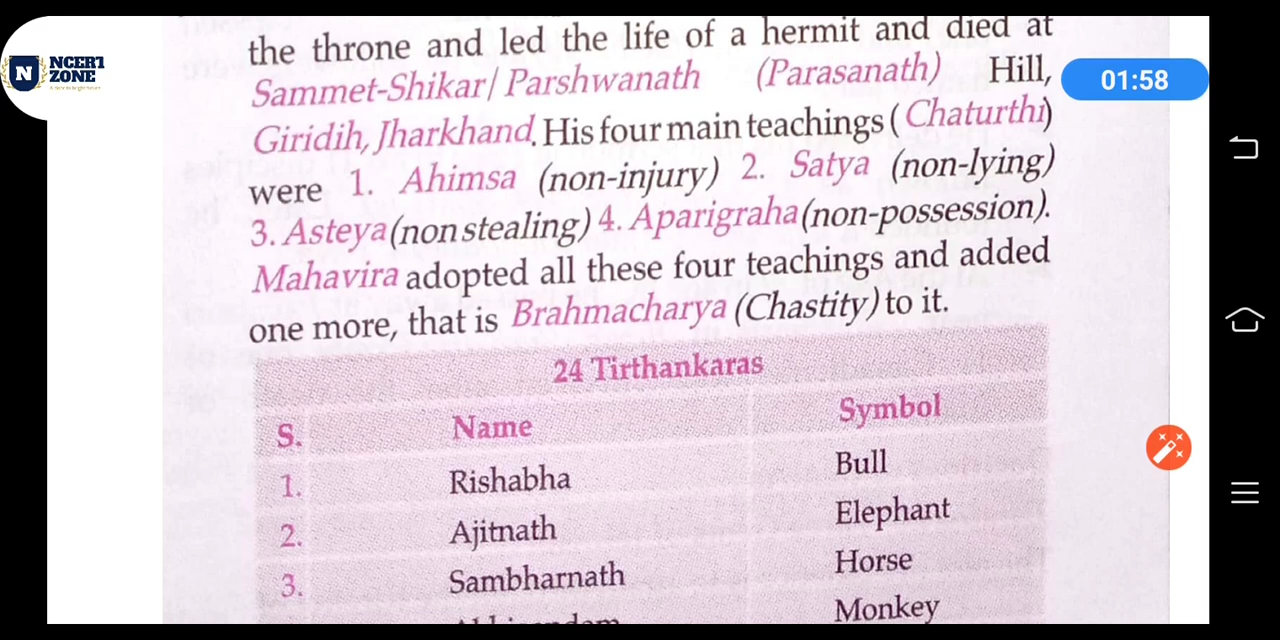 NCERT
ZONE
01:58
the throne and led the life of a hermit and died at
Sammet-Shikar/ Parshwanath (Parasanath) Hill,
Giridih, Jharkhand. His four main teachings ( Chaturthi)
were 1. Ahimsa (non-injury) 2. Satya (non-lying)
3. Asteya (non stealing) 4. Aparigraha (non-possession).
Mahavira adopted all these four teachings and added
one more, that is Brahmacharya (Chastity) to it.
24 Tirthankaras
S. Name Symbol
1. Rishabha Bull
2. Ajitnath Elephant
3. Sambharnath Horse
Monkey